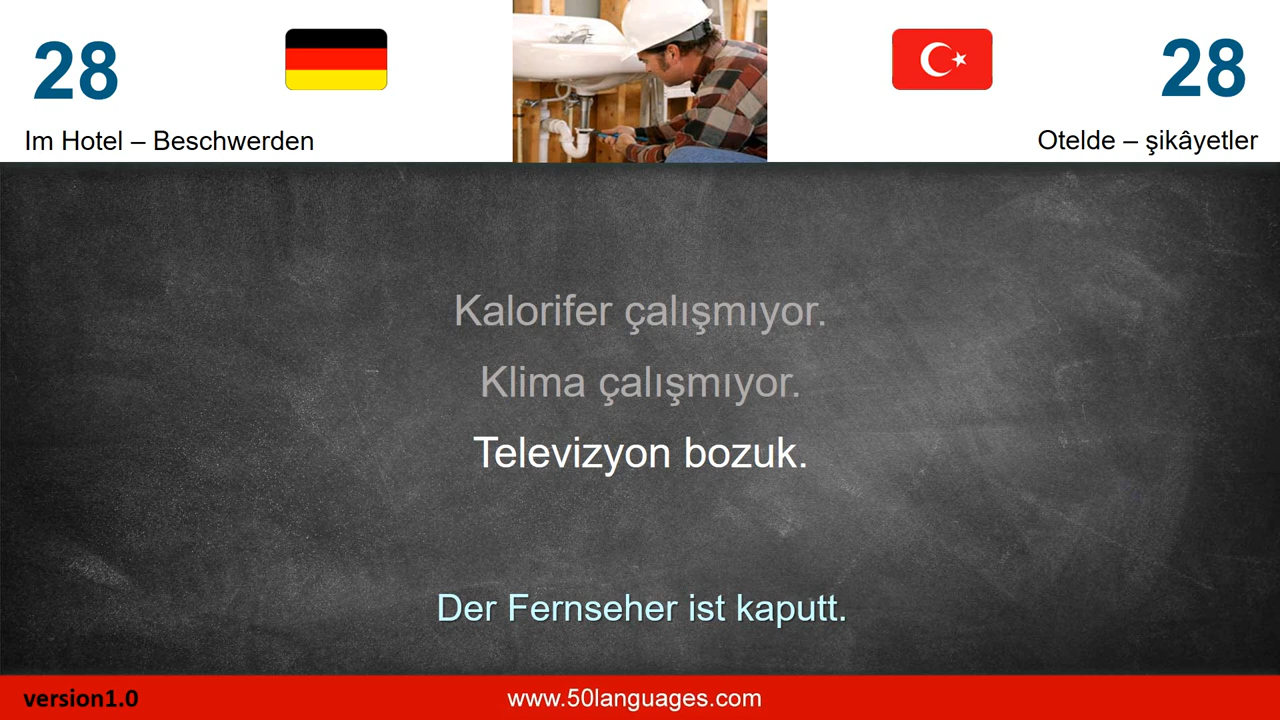 28
28
Im Hotel – Beschwerden
Otelde – şikâyetler
Kalorifer çalışmıyor.
Klima çalışmıyor.
Televizyon bozuk.
Der Fernseher ist kaputt.
version1.0
www.50languages.com